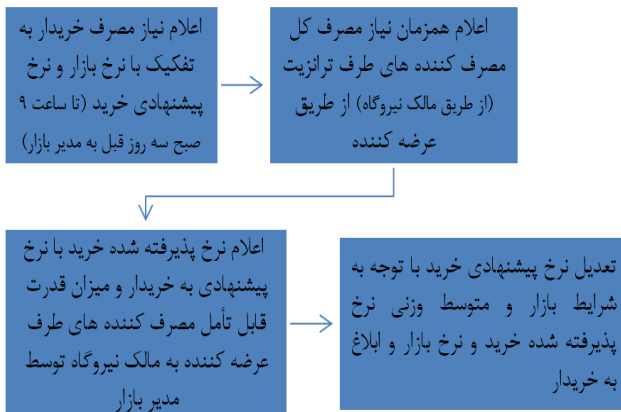 اعلام نیاز مصرف خریدار به
تفکیک با نرخ بازار و نرخ
پیشنهادی خرید (تا ساعت ۹
صبح سه روز قبل به مدیر بازار)
اعلام همزمان نیاز مصرف کل
مصرف کننده های طرف ترانزیت
(از طریق مالک نیروگاه) از طریق
عرضه کننده
اعلام نرخ پذیرفته شده خرید با نرخ
پیشنهادی به خریدار و میزان قدرت
قابل تأمل مصرف کننده های طرف
عرضه کننده به مالک نیروگاه توسط
مدیر بازار
تعدیل نرخ پیشنهادی خرید با توجه به
شرایط بازار و متوسط وزنی نرخ
پذیرفته شده خرید و نرخ بازار و ابلاغ
به خریدار